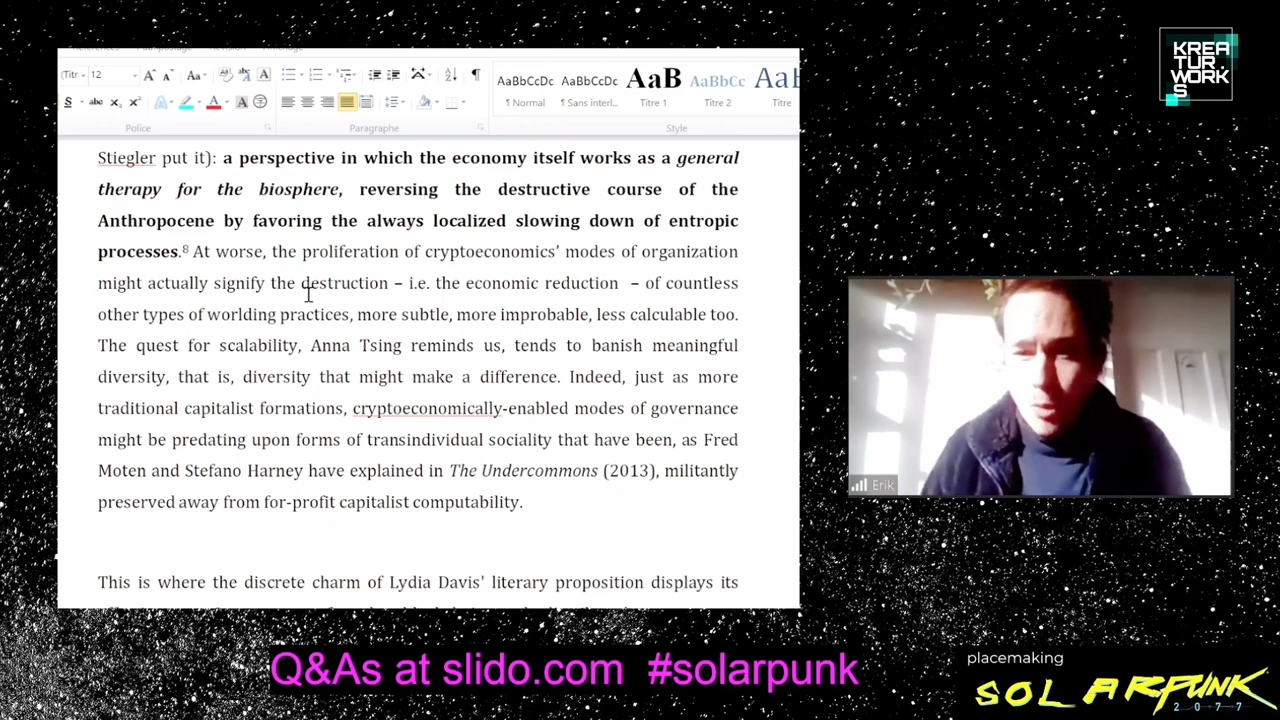 (Titr
12
Aa
A
S
abc
x₂
x²
A
A
¶
AaBbCcDc
AaBbCcDc
AaB
AaBbCc
AaH
¶ Normal
¶ Sans interl...
Titre 1
Titre 2
Titre
Police
Paragraphe
Style
Stiegler put it): a perspective in which the economy itself works as a general
therapy for the biosphere, reversing the destructive course of the
Anthropocene by favoring the always localized slowing down of entropic
processes.⁸ At worse, the proliferation of cryptoeconomics’ modes of organization
might actually signify the destruction – i.e. the economic reduction – of countless
other types of worlding practices, more subtle, more improbable, less calculable too.
The quest for scalability, Anna Tsing reminds us, tends to banish meaningful
diversity, that is, diversity that might make a difference. Indeed, just as more
traditional capitalist formations, cryptoeconomically-enabled modes of governance
might be predating upon forms of transindividual sociality that have been, as Fred
Moten and Stefano Harney have explained in The Undercommons (2013), militantly
preserved away from for-profit capitalist computability.
This is where the discrete charm of Lydia Davis' literary proposition displays its
KREA
TUR.
WORK
S
Erik
Q&As at slido.com #solarpunk
placemaking
SOLARPUNK
2077